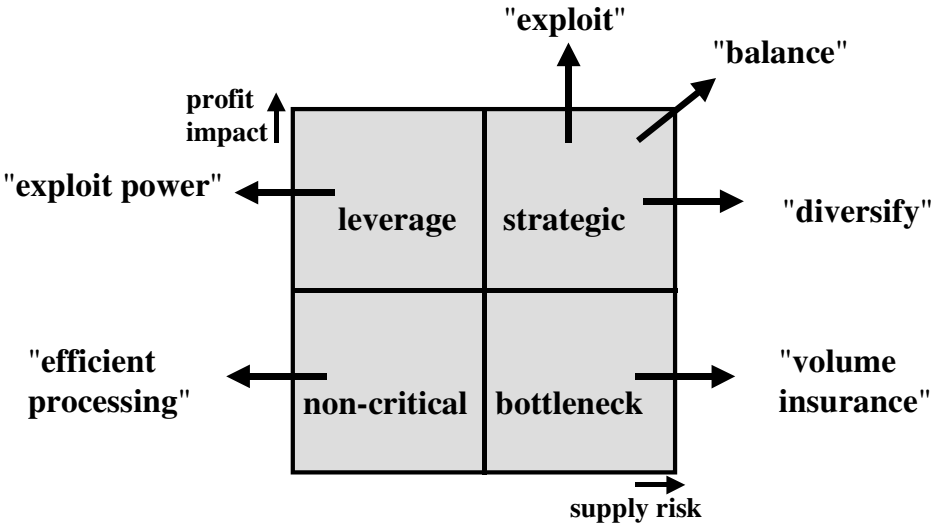 "exploit"
"balance"
profit
impact
"exploit power"
leverage
strategic
"diversify"
"efficient
processing"
non-critical
bottleneck
"volume
insurance"
supply risk